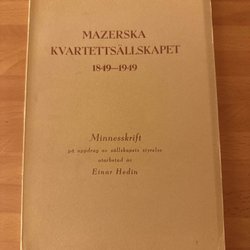 MAZERSKA
KVARTETTSÄLLSKAPET
1849—1949
Minnesskrift
på uppdrag av sällskapets styrelse
utarbetad av
Einar Hedin